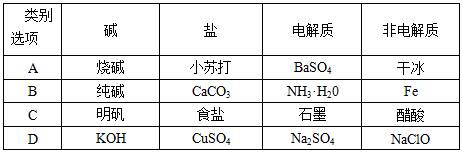 类别
选项 碱 盐 电解质 非电解质
A 烧碱 小苏打 BaSO₄ 干冰
B 纯碱 CaCO₃ NH₃·H₂0 Fe
C 明矾 食盐 石墨 醋酸
D KOH CuSO₄ Na₂SO₄ NaClO